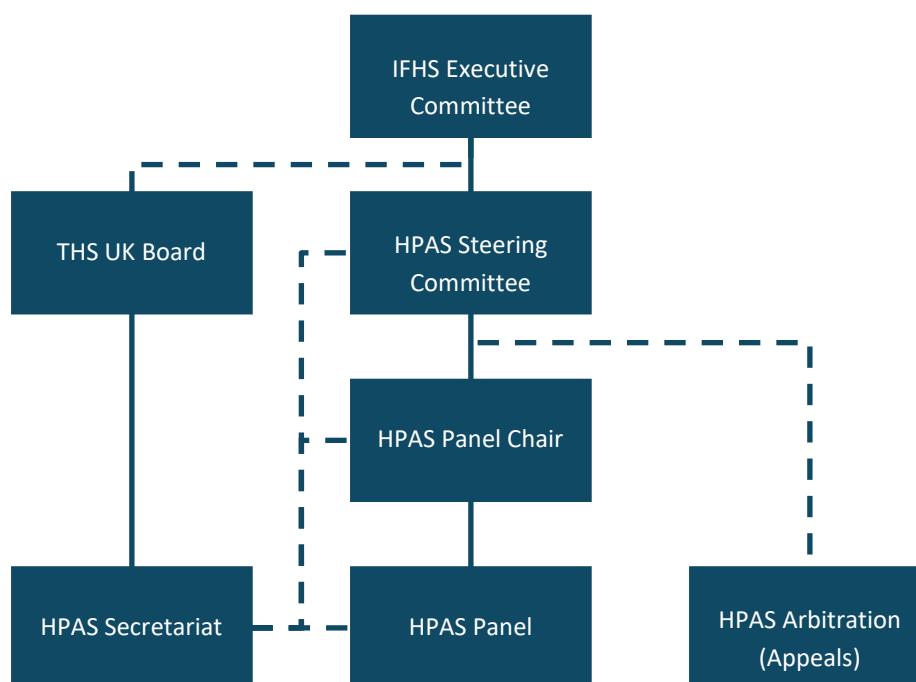 IFHS Executive
Committee
THS UK Board
HPAS Steering
Committee
HPAS Panel Chair
HPAS Secretariat
HPAS Panel
HPAS Arbitration
(Appeals)